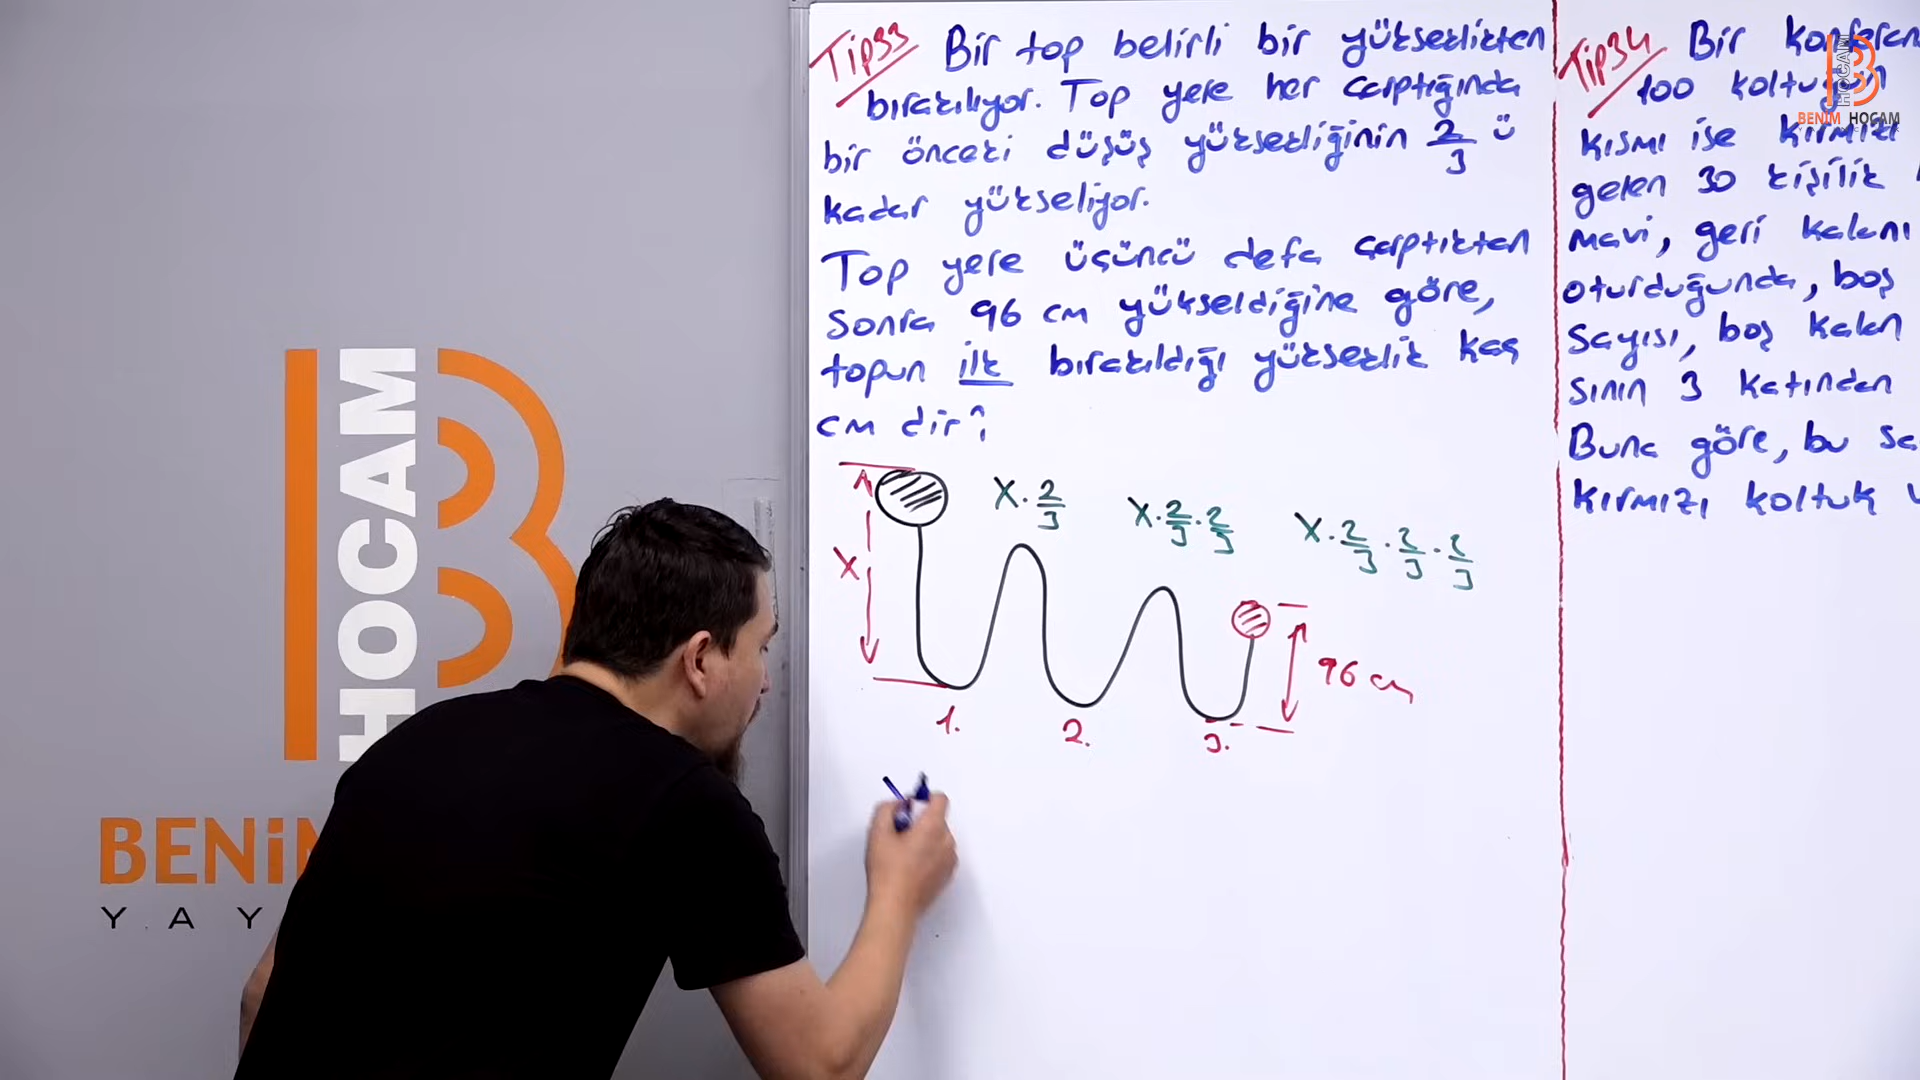 Tip33 Bir top belirli bir yükseklikten
bırakılıyor. Top yere her çarptığında
bir önceki düşüş yüksekliğinin 2/3 ü
kadar yükseliyor.
Top yere üçüncü defa çarptıktan
sonra 96 cm yükseldiğine göre,
topun ilk bırakıldığı yükseklik kaç
cm dir?
X
X · 2/3
X · 2/3 · 2/3
X · 2/3 · 2/3 · 2/3
96 cm
1.
2.
3.
Tip34 Bir
100
kısmı ise kırmızı
gelen 30 kişilik
mavi, geri kalanı
oturduğunda, boş
sayısı, boş kalan
sının 3 katından
Buna göre, bu
kırmızı koltuk
HOCAM
BENİM HOCAM
HOCAM
Y A Y